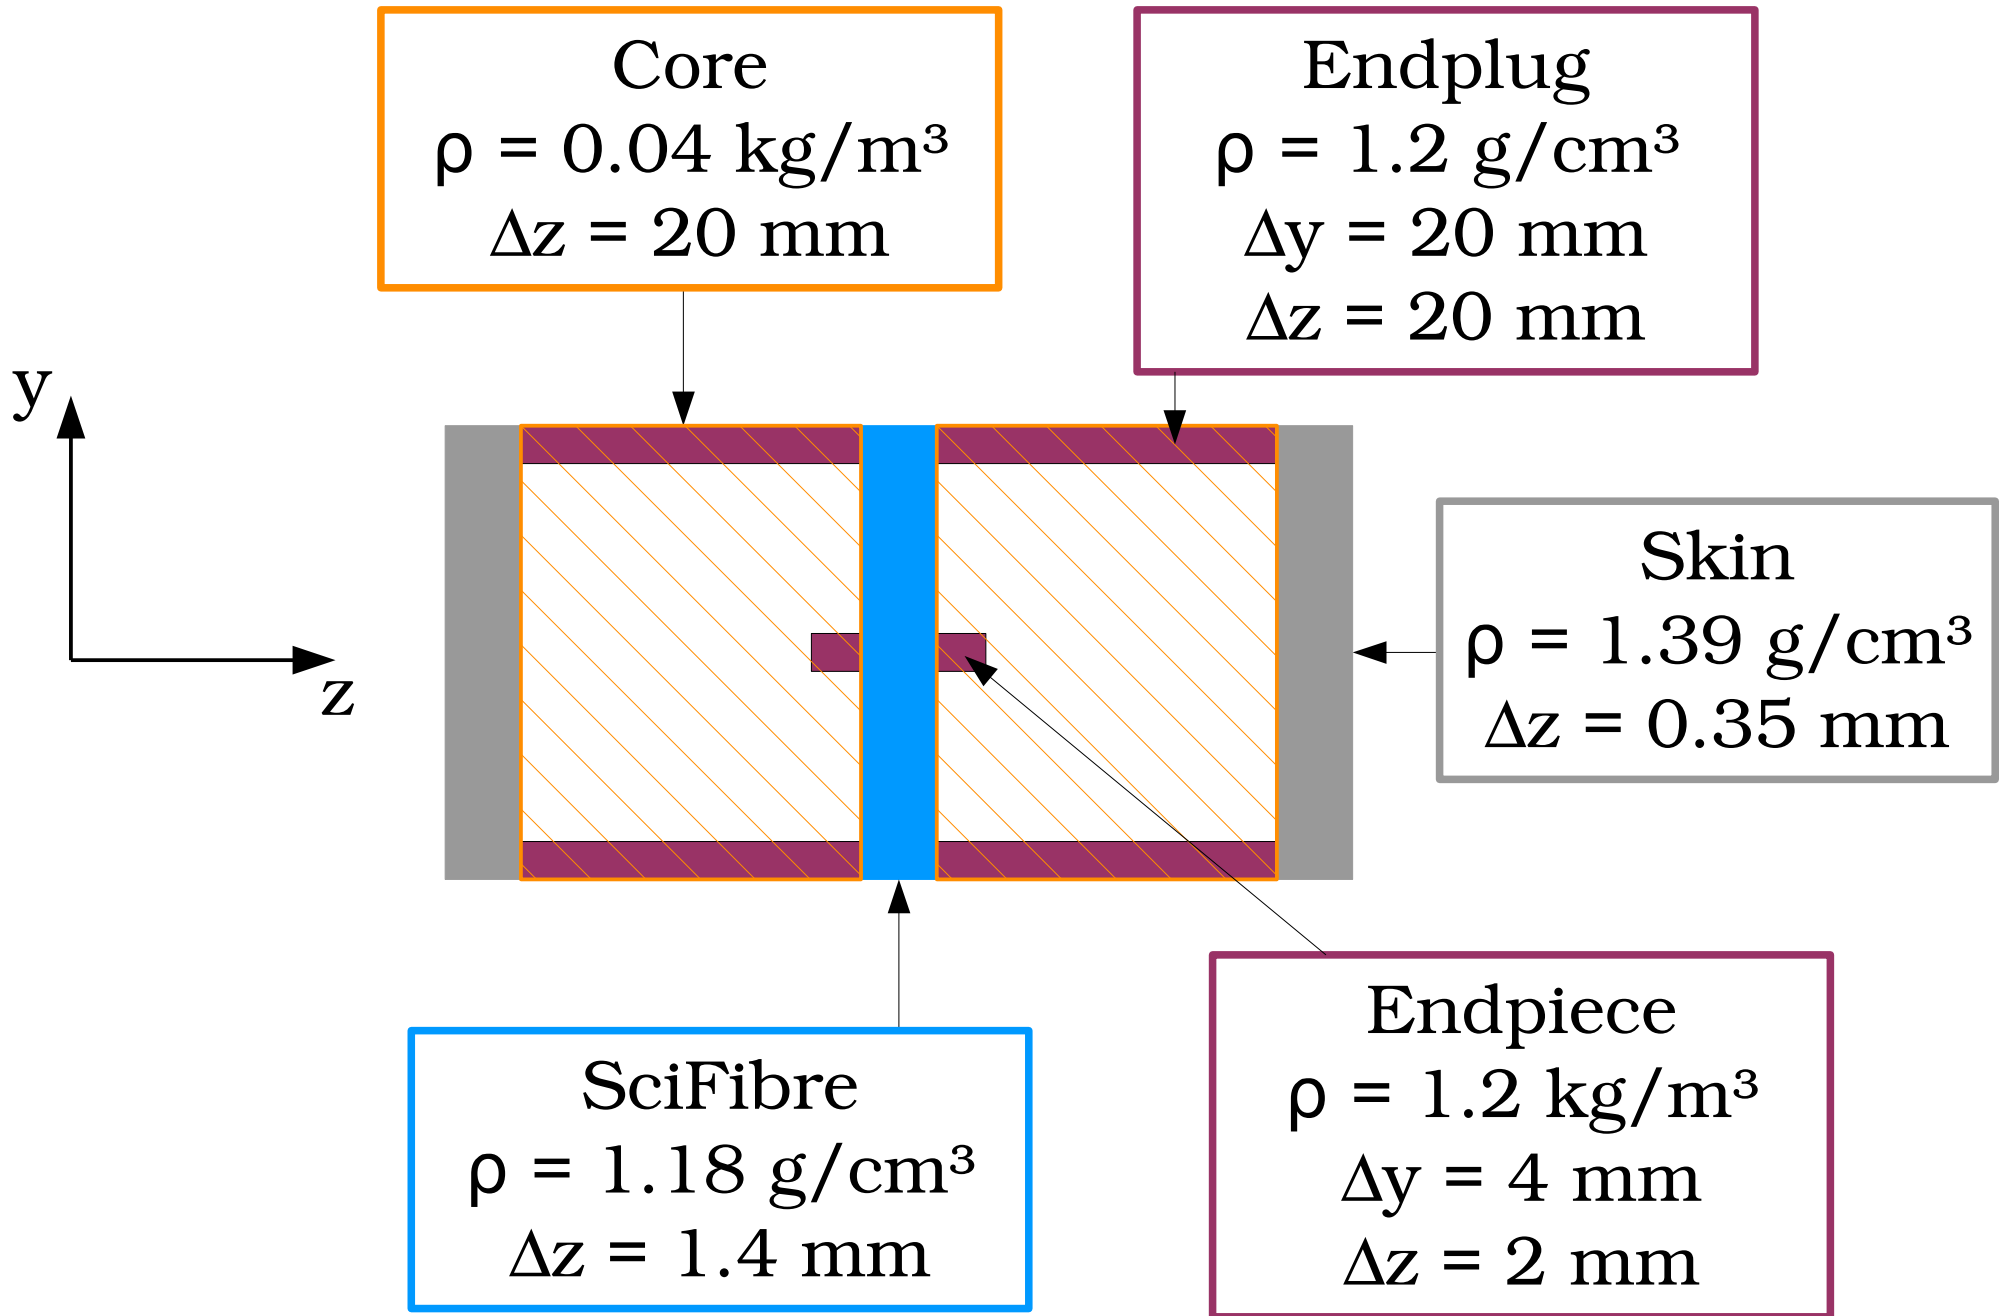 Core
ρ = 0.04 kg/m³
Δz = 20 mm
Endplug
ρ = 1.2 g/cm³
Δy = 20 mm
Δz = 20 mm
y
z
Skin
ρ = 1.39 g/cm³
Δz = 0.35 mm
SciFibre
ρ = 1.18 g/cm³
Δz = 1.4 mm
Endpiece
ρ = 1.2 kg/m³
Δy = 4 mm
Δz = 2 mm